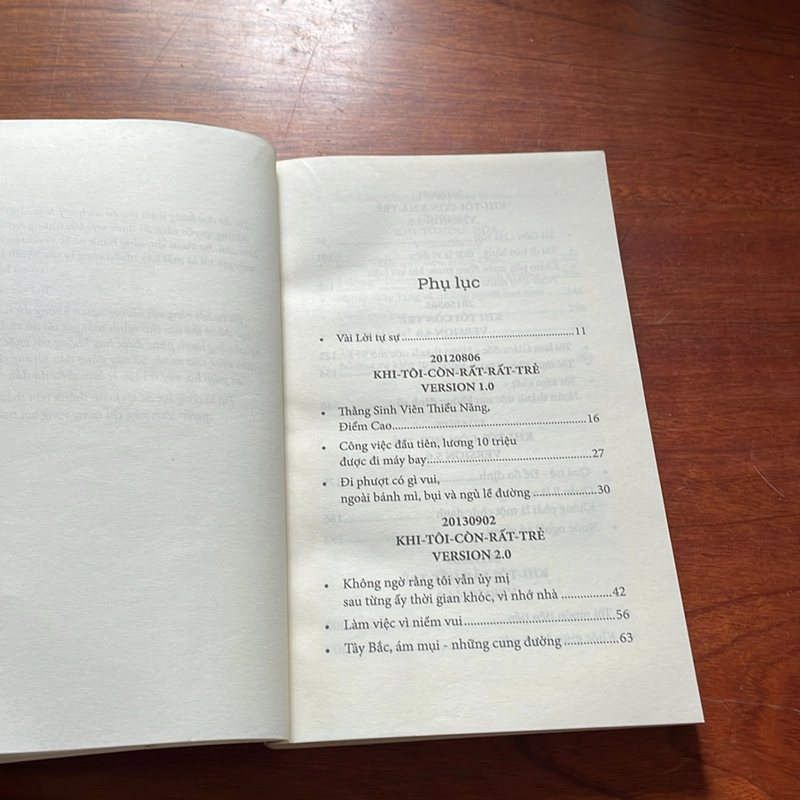 Phụ lục
• Vài Lời tự sự ........................................................ 11
20120806
KHI-TÔI-CÒN-RẤT-RẤT-TRẺ
VERSION 1.0
• Thằng Sinh Viên Thiểu Năng,
Điểm Cao ........................................................ 16
• Công việc đầu tiên, lương 10 triệu
được đi máy bay ................................................ 27
• Đi phượt có gì vui,
ngoài bánh mì, bụi và ngủ lề đường .................... 30
20130902
KHI-TÔI-CÒN-RẤT-TRẺ
VERSION 2.0
• Không ngờ rằng tôi vẫn ủy mị
sau từng ấy thời gian khóc, vì nhớ nhà ................ 42
• Làm việc vì niềm vui ............................................ 56
• Tây Bắc, ám mụi - những cung đường ................ 63